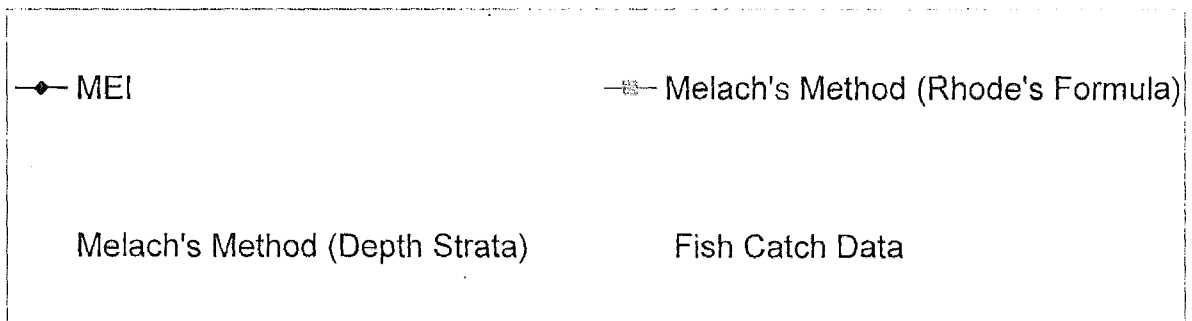 MEI
Melach's Method (Rhode's Formula)
Melach's Method (Depth Strata)
Fish Catch Data